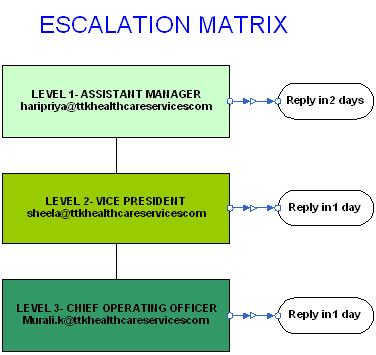 ESCALATION MATRIX
LEVEL 1- ASSISTANT MANAGER
haripriya@ttkhealthcareservicescom
Reply in2 days
LEVEL 2- VICE PRESIDENT
sheela@ttkhealthcareservicescom
Reply in1 day
LEVEL 3- CHIEF OPERATING OFFICER
Murali.k@ttkhealthcareservicescom
Reply in1 day